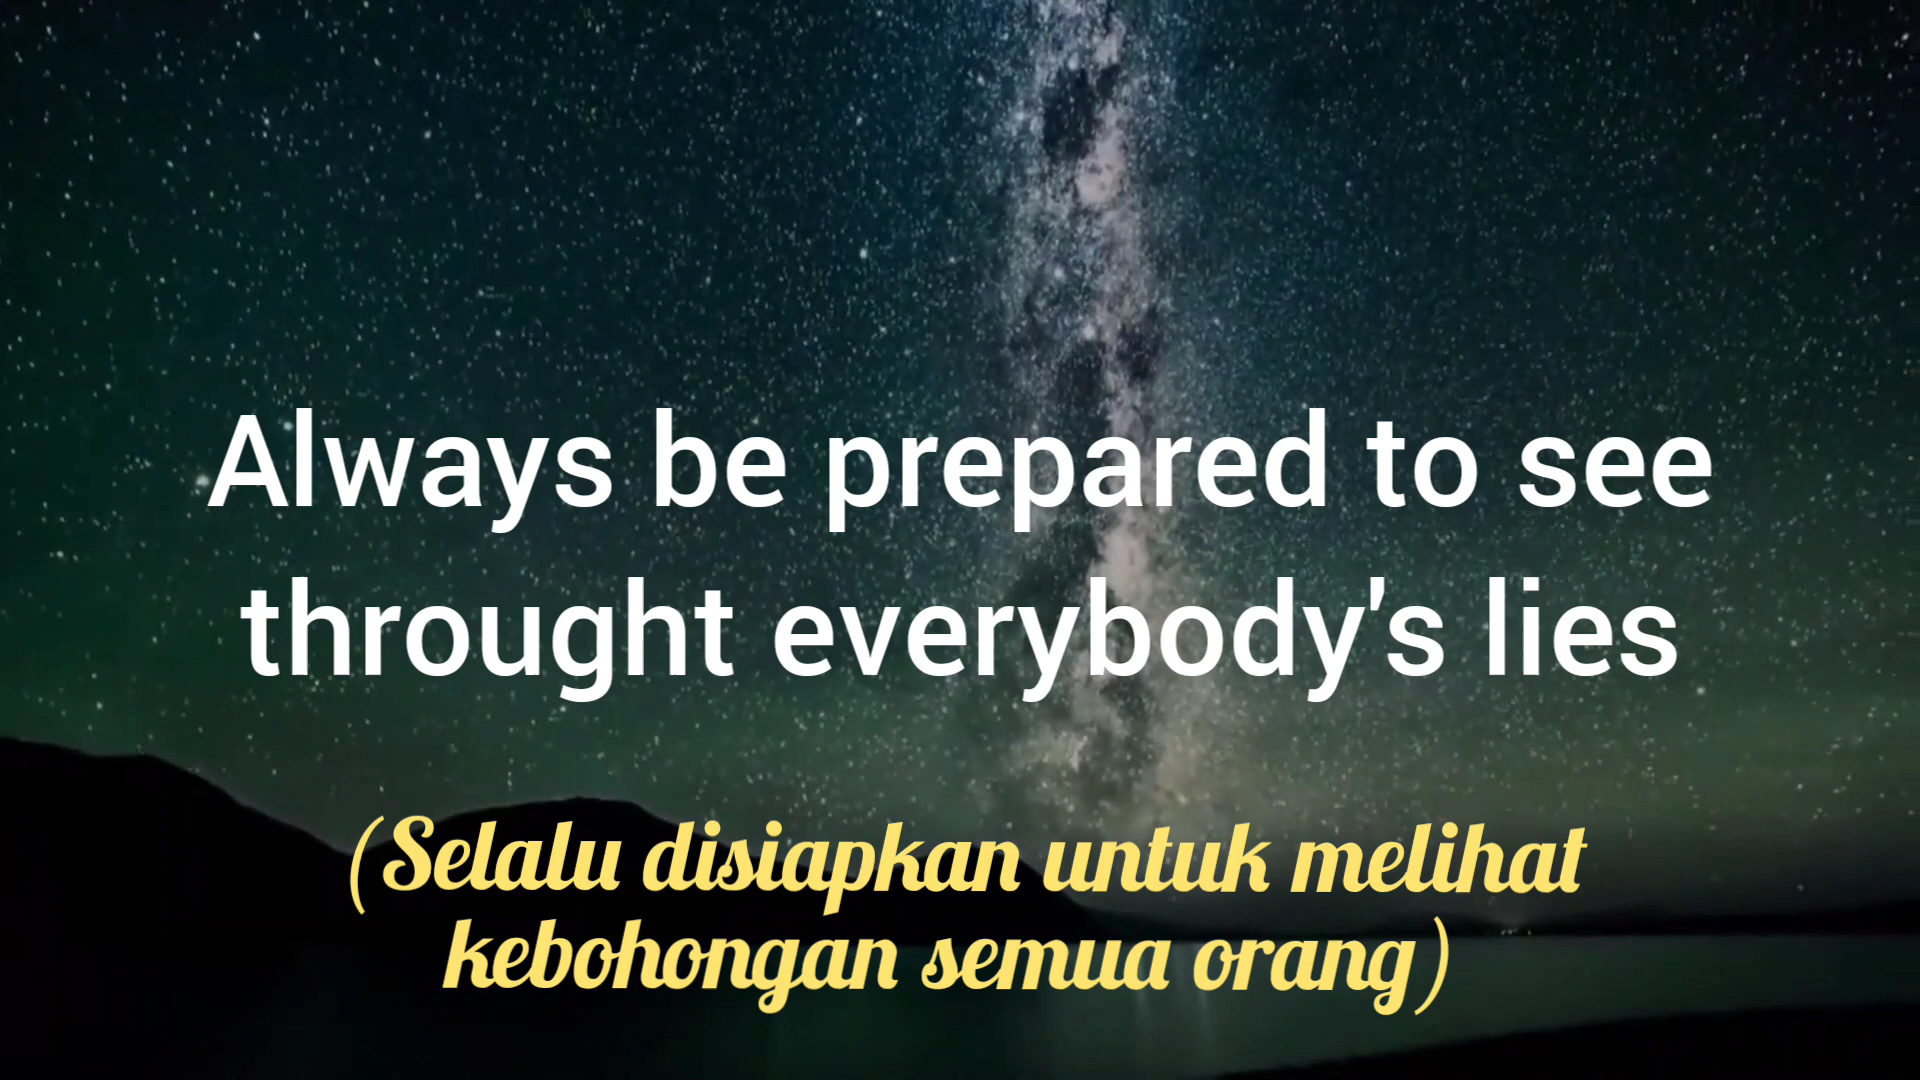 Always be prepared to see
throught everybody's lies
(Selalu disiapkan untuk melihat
kebohongan semua orang)